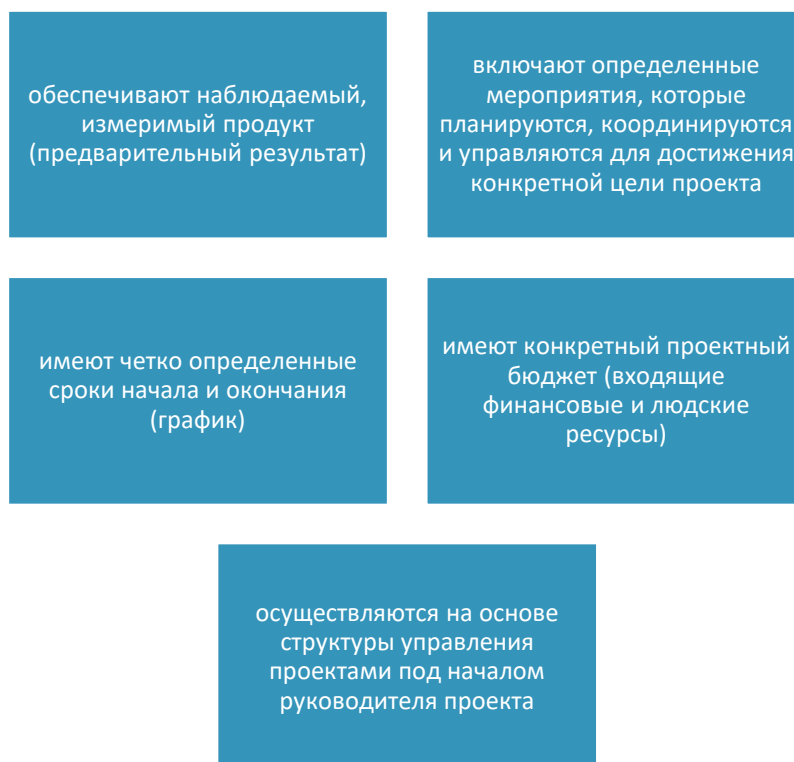 обеспечивают наблюдаемый,
измеримый продукт
(предварительный результат)
включают определенные
мероприятия, которые
планируются, координируются
и управляются для достижения
конкретной цели проекта
имеют четко определенные
сроки начала и окончания
(график)
имеют конкретный проектный
бюджет (входящие
финансовые и людские
ресурсы)
осуществляются на основе
структуры управления
проектами под началом
руководителя проекта